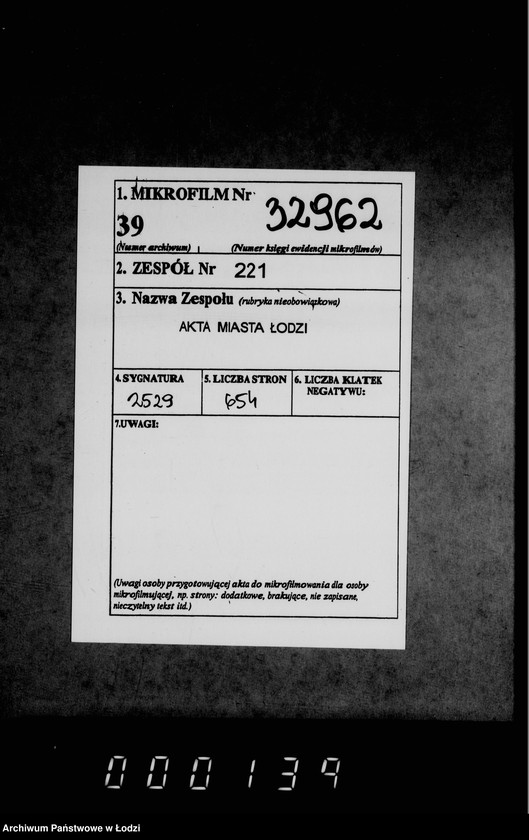 1. MIKROFILM Nr
39 32962
(Numer archiwum) (Numer księgi ewidencji mikrofilmów)
2. ZESPÓŁ Nr 221
3. Nazwa Zespołu (rubryka nieobowiązkowa)
AKTA MIASTA ŁODZI
4. SYGNATURA 5. LICZBA STRON 6. LICZBA KLATEK
NEGATYWU:
2529 654
7. UWAGI:
(Uwagi osoby przygotowującej akta do mikrofilmowania dla osoby
mikrofilmującej, np. strony: dodatkowe, brakujące, nie zapisane,
nieczytelny tekst itd.)
000139
Archiwum Państwowe w Łodzi